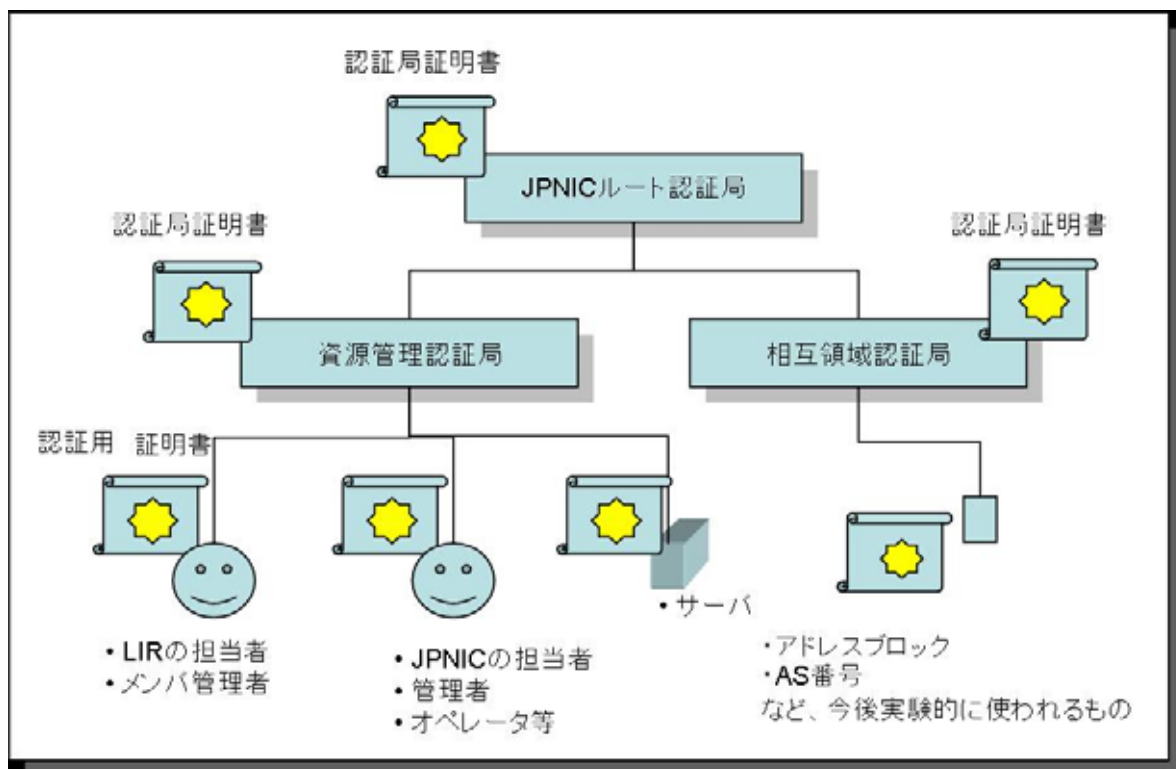 認証局証明書
JPNICルート認証局
認証局証明書
認証局証明書
資源管理認証局
相互領域認証局
認証用 証明書
・LIRの担当者
・メンバ管理者
・JPNICの担当者
・管理者
・オペレータ等
・サーバ
・アドレスブロック
・AS番号
など、今後実験的に使われるもの